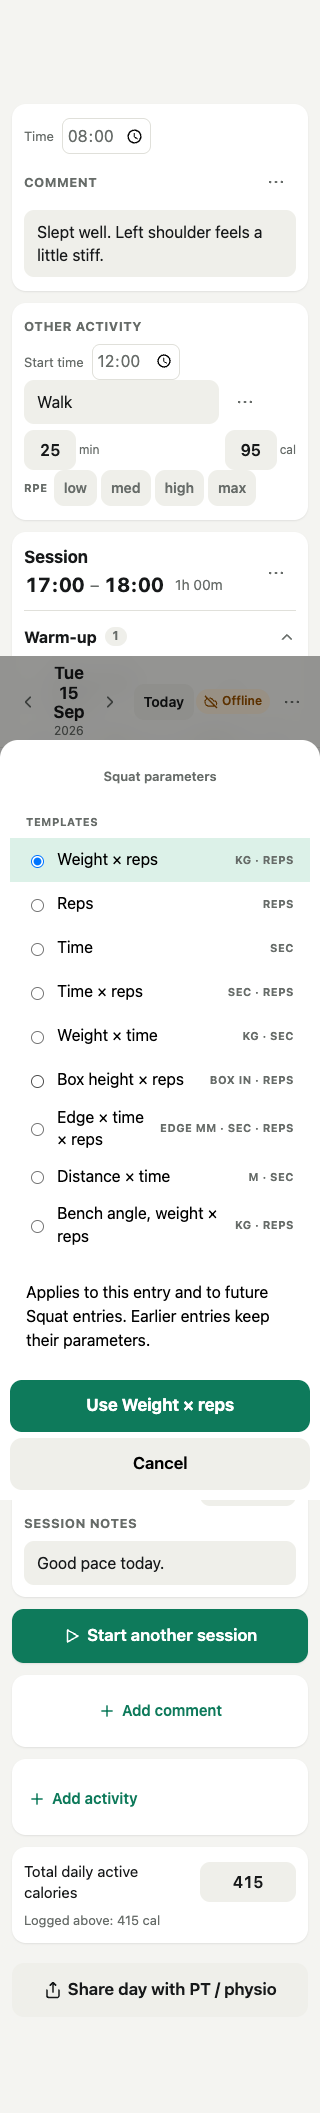 Time 08:00
COMMENT ...
Slept well. Left shoulder feels a
little stiff.
OTHER ACTIVITY
Start time 12:00
Walk ...
25 min 95 cal
RPE low med high max
Session
17:00 – 18:00 1h 00m ...
Warm-up 1
Tue
15
Sep
2026
Today Offline ...
Squat parameters
TEMPLATES
Weight × reps KG · REPS
Reps REPS
Time SEC
Time × reps SEC · REPS
Weight × time KG · SEC
Box height × reps BOX IN · REPS
Edge × time
× reps EDGE MM · SEC · REPS
Distance × time M · SEC
Bench angle, weight ×
reps KG · REPS
Applies to this entry and to future
Squat entries. Earlier entries keep
their parameters.
Use Weight × reps
Cancel
SESSION NOTES
Good pace today.
Start another session
+ Add comment
+ Add activity
Total daily active
calories 415
Logged above: 415 cal
Share day with PT / physio